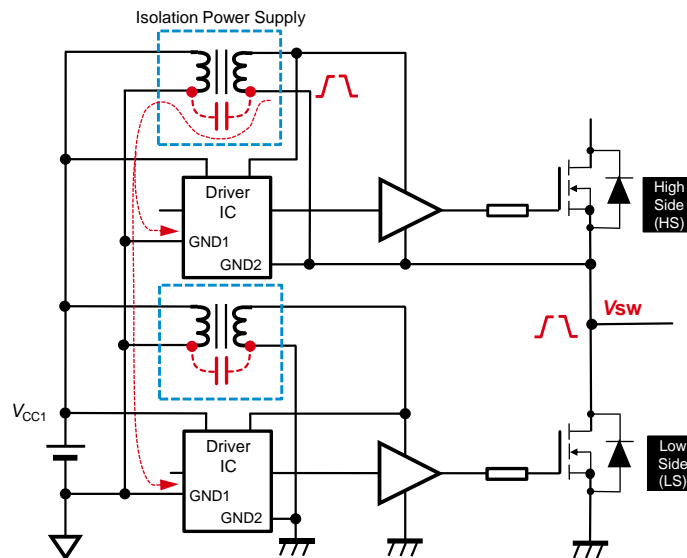 Isolation Power Supply
Driver
IC
GND1
GND2
High
Side
(HS)
Vsw
VCC1
Driver
IC
GND1
GND2
Low
Side
(LS)